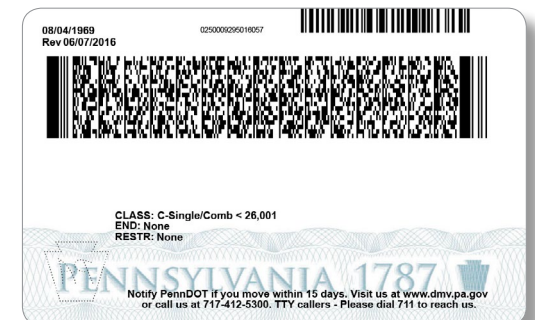 08/04/1969
Rev 06/07/2016
0250009295016057
CLASS: C-Single/Comb < 26,001
END: None
RESTR: None
PENNSYLVANIA 1787
Notify PennDOT if you move within 15 days. Visit us at www.dmv.pa.gov
or call us at 717-412-5300. TTY callers - Please dial 711 to reach us.